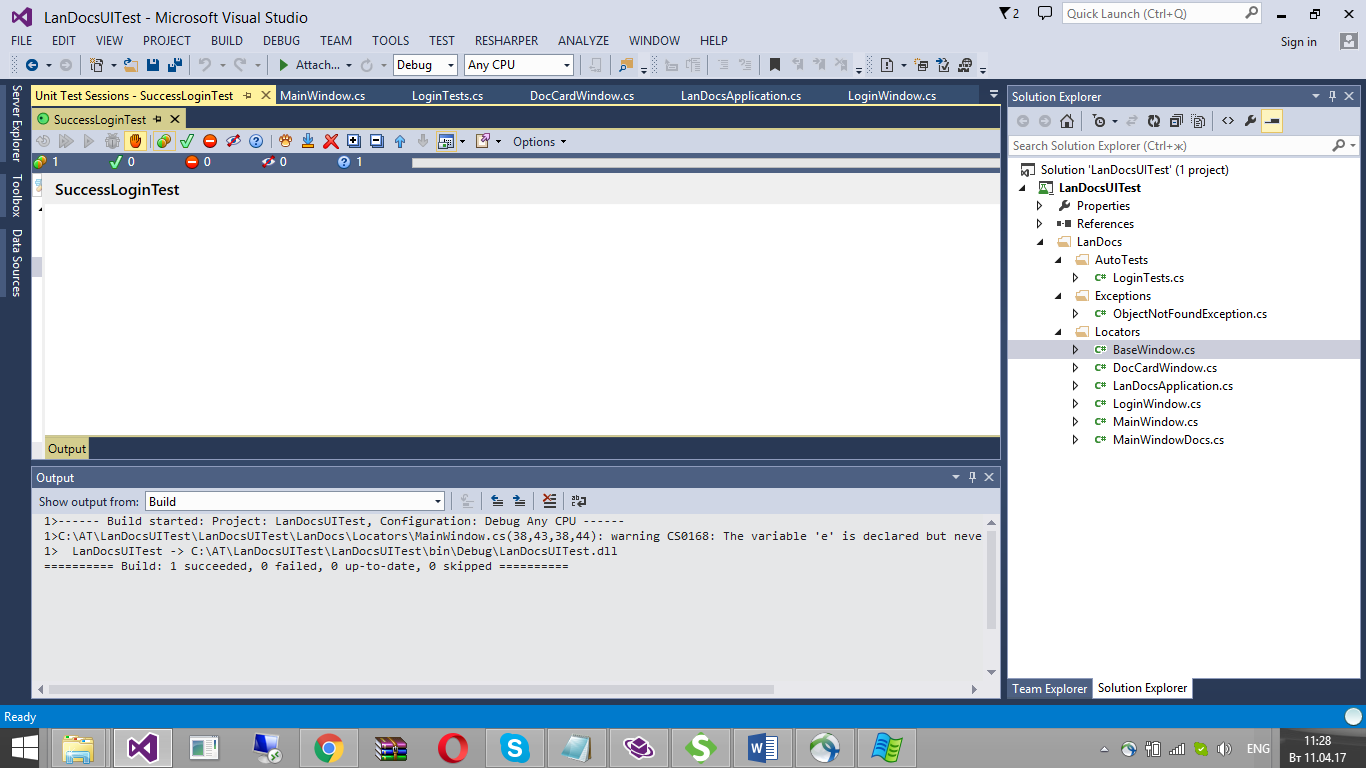 LanDocsUITest - Microsoft Visual Studio
2
Quick Launch (Ctrl+Q)
FILE EDIT VIEW PROJECT BUILD DEBUG TEAM TOOLS TEST RESHARPER ANALYZE WINDOW HELP
Sign in
Attach... Debug Any CPU
Server Explorer
Toolbox
Data Sources
Unit Test Sessions - SuccessLoginTest MainWindow.cs LoginTests.cs DocCardWindow.cs LanDocsApplication.cs LoginWindow.cs
SuccessLoginTest
Options
1 0 0 0 1
SuccessLoginTest
Output
Output
Show output from: Build
1>------ Build started: Project: LanDocsUITest, Configuration: Debug Any CPU ------
1>C:\AT\LanDocsUITest\LanDocsUITest\LanDocs\Locators\MainWindow.cs(38,43,38,44): warning CS0168: The variable 'e' is declared but neve
1>  LanDocsUITest -> C:\AT\LanDocsUITest\LanDocsUITest\bin\Debug\LanDocsUITest.dll
========== Build: 1 succeeded, 0 failed, 0 up-to-date, 0 skipped ==========
Solution Explorer
Search Solution Explorer (Ctrl+ж)
Solution 'LanDocsUITest' (1 project)
LanDocsUITest
Properties
References
LanDocs
AutoTests
LoginTests.cs
Exceptions
ObjectNotFoundException.cs
Locators
BaseWindow.cs
DocCardWindow.cs
LanDocsApplication.cs
LoginWindow.cs
MainWindow.cs
MainWindowDocs.cs
Team Explorer Solution Explorer
Ready
ENG
11:28
Вт 11.04.17